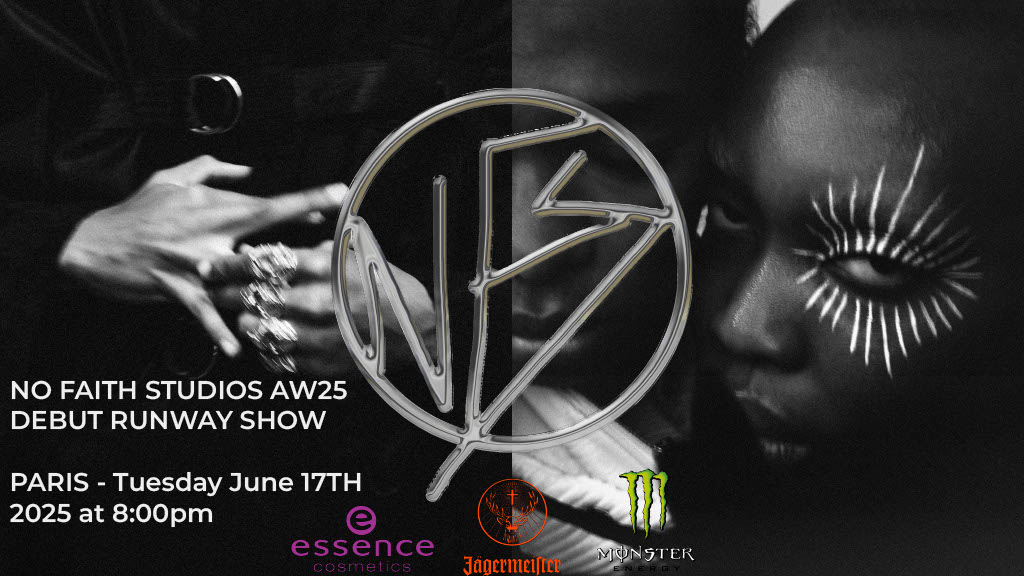 NFS
NO FAITH STUDIOS AW25
DEBUT RUNWAY SHOW
PARIS - Tuesday June 17TH
2025 at 8:00pm
e
essence
cosmetics
Jägermeister
MONSTER
ENERGY